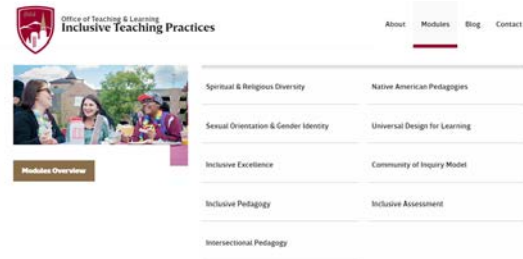 Office of Teaching & Learning
Inclusive Teaching Practices
About Modules Blog Contact
Spiritual & Religious Diversity
Native American Pedagogies
Sexual Orientation & Gender Identity
Universal Design for Learning
Inclusive Excellence
Community of Inquiry Model
Modules Overview
Inclusive Pedagogy
Inclusive Assessment
Intersectional Pedagogy